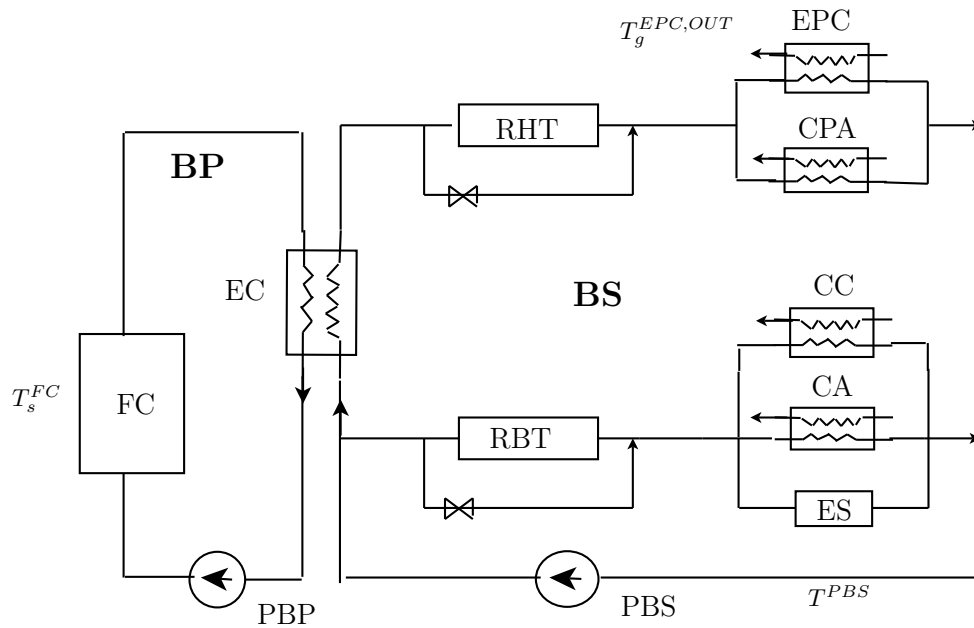 EPC
T_g^{EPC,OUT}
RHT
CPA
BP
EC
BS
CC
T_s^{FC}
FC
CA
RBT
ES
PBP
PBS
T^{PBS}